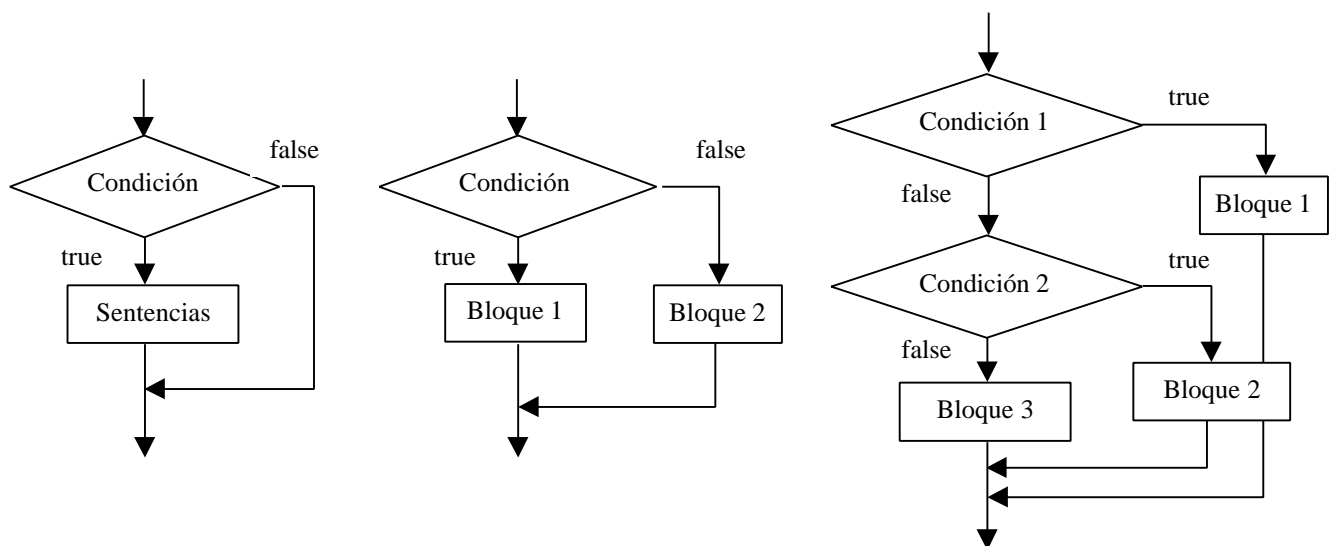 false
Condición
true
Sentencias
false
Condición
true
Bloque 1
Bloque 2
true
Condición 1
false
Bloque 1
true
Condición 2
false
Bloque 2
Bloque 3